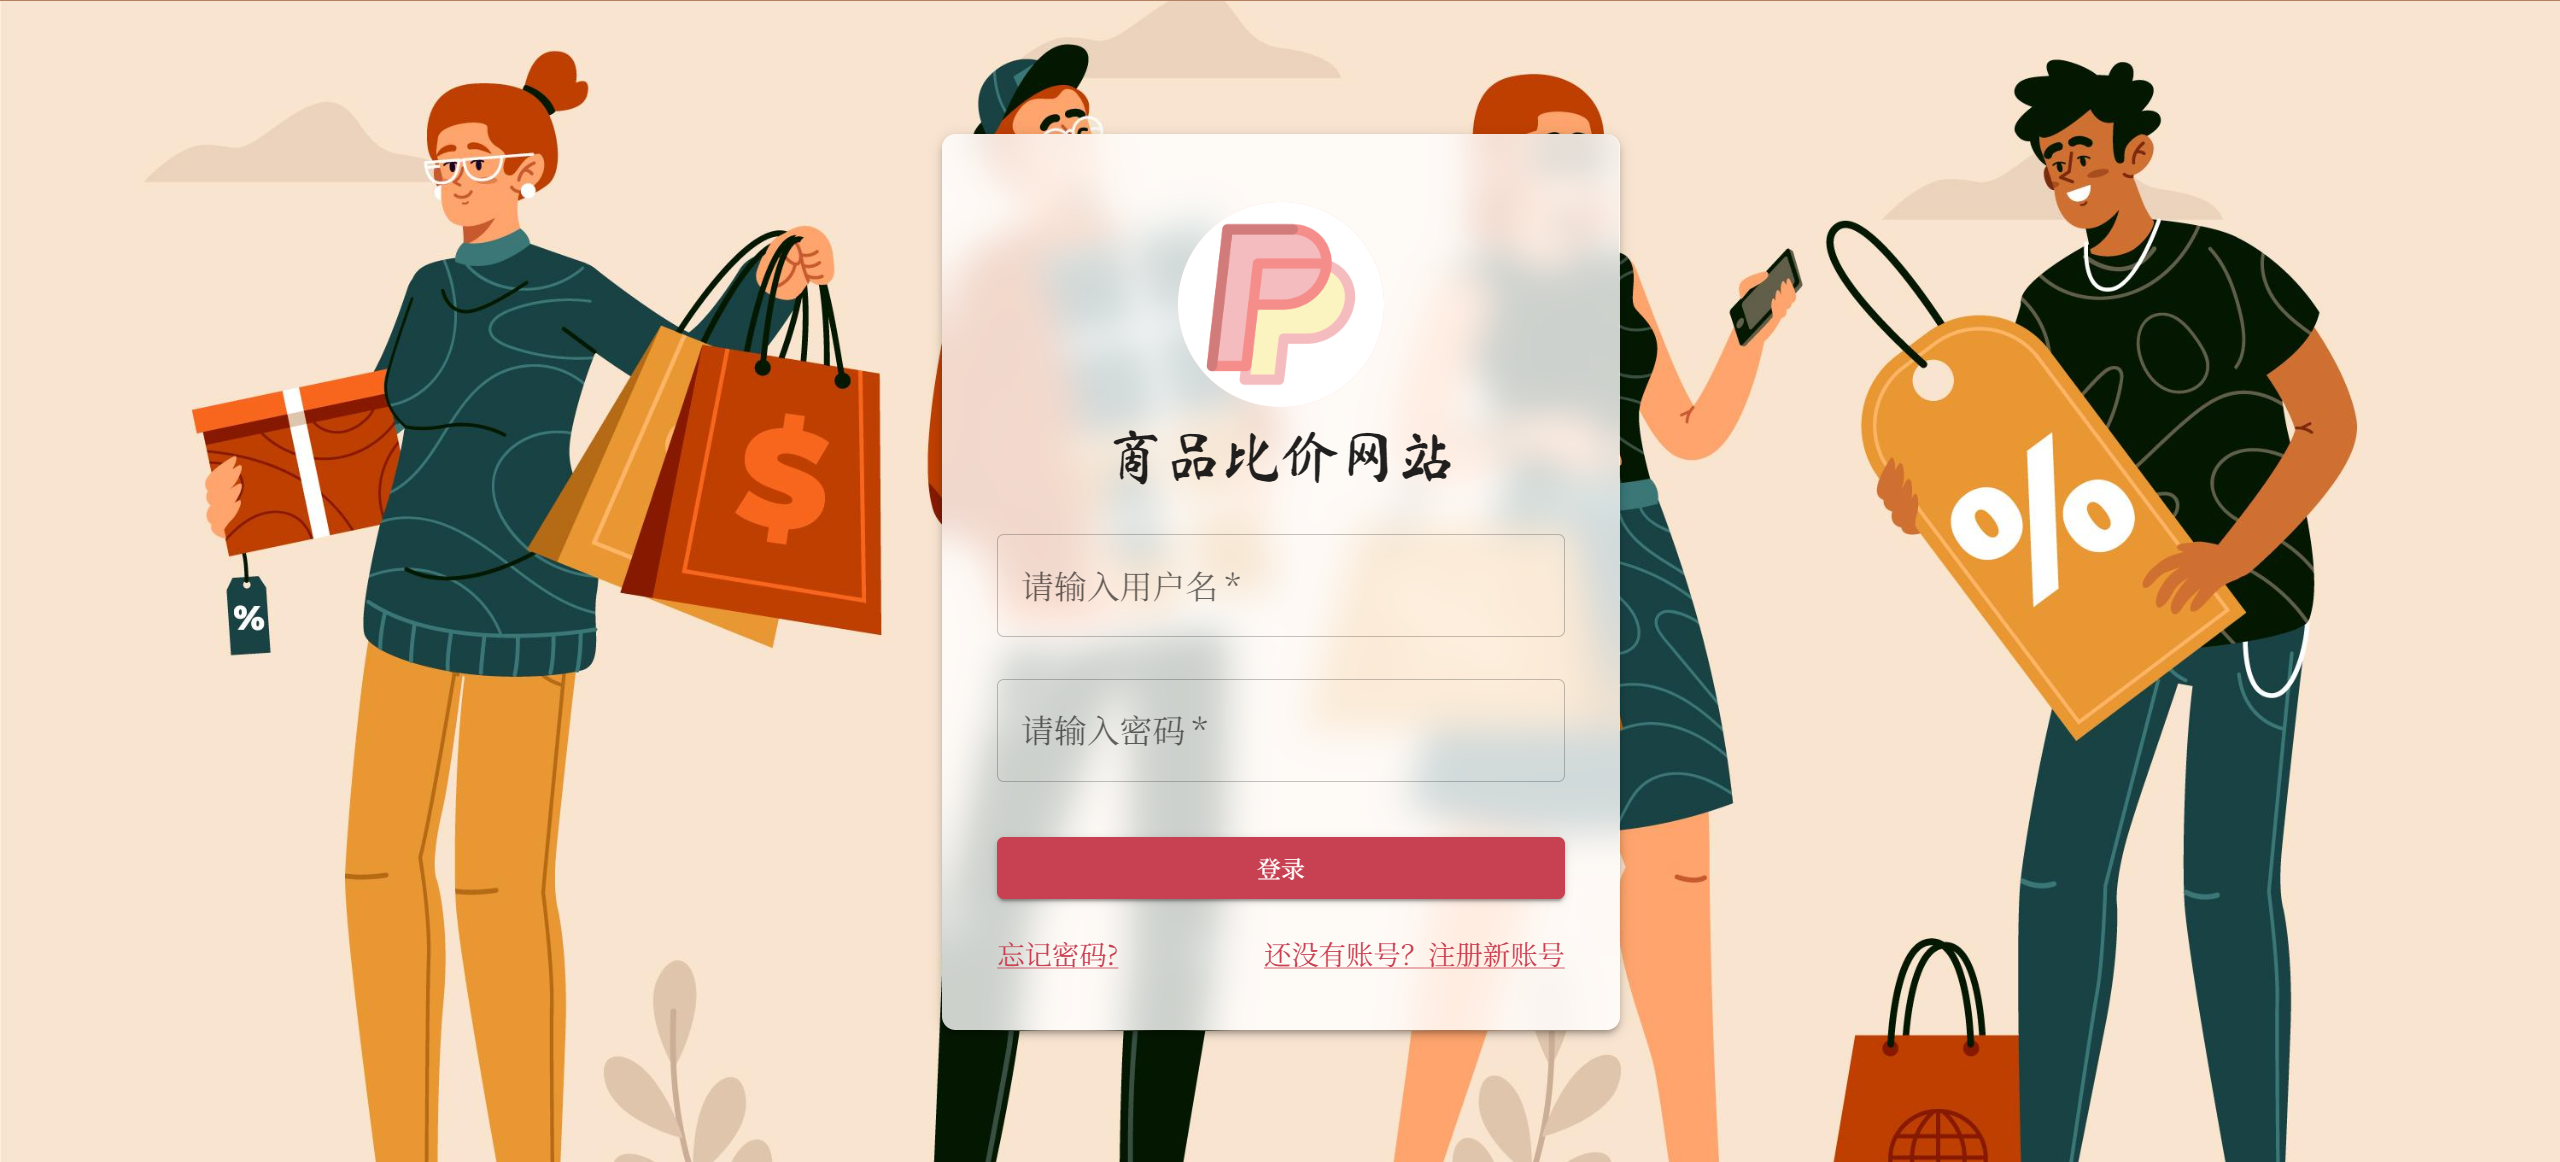 %
$
%
商品比价网站
请输入用户名 *
请输入密码 *
登录
忘记密码?
还没有账号？注册新账号